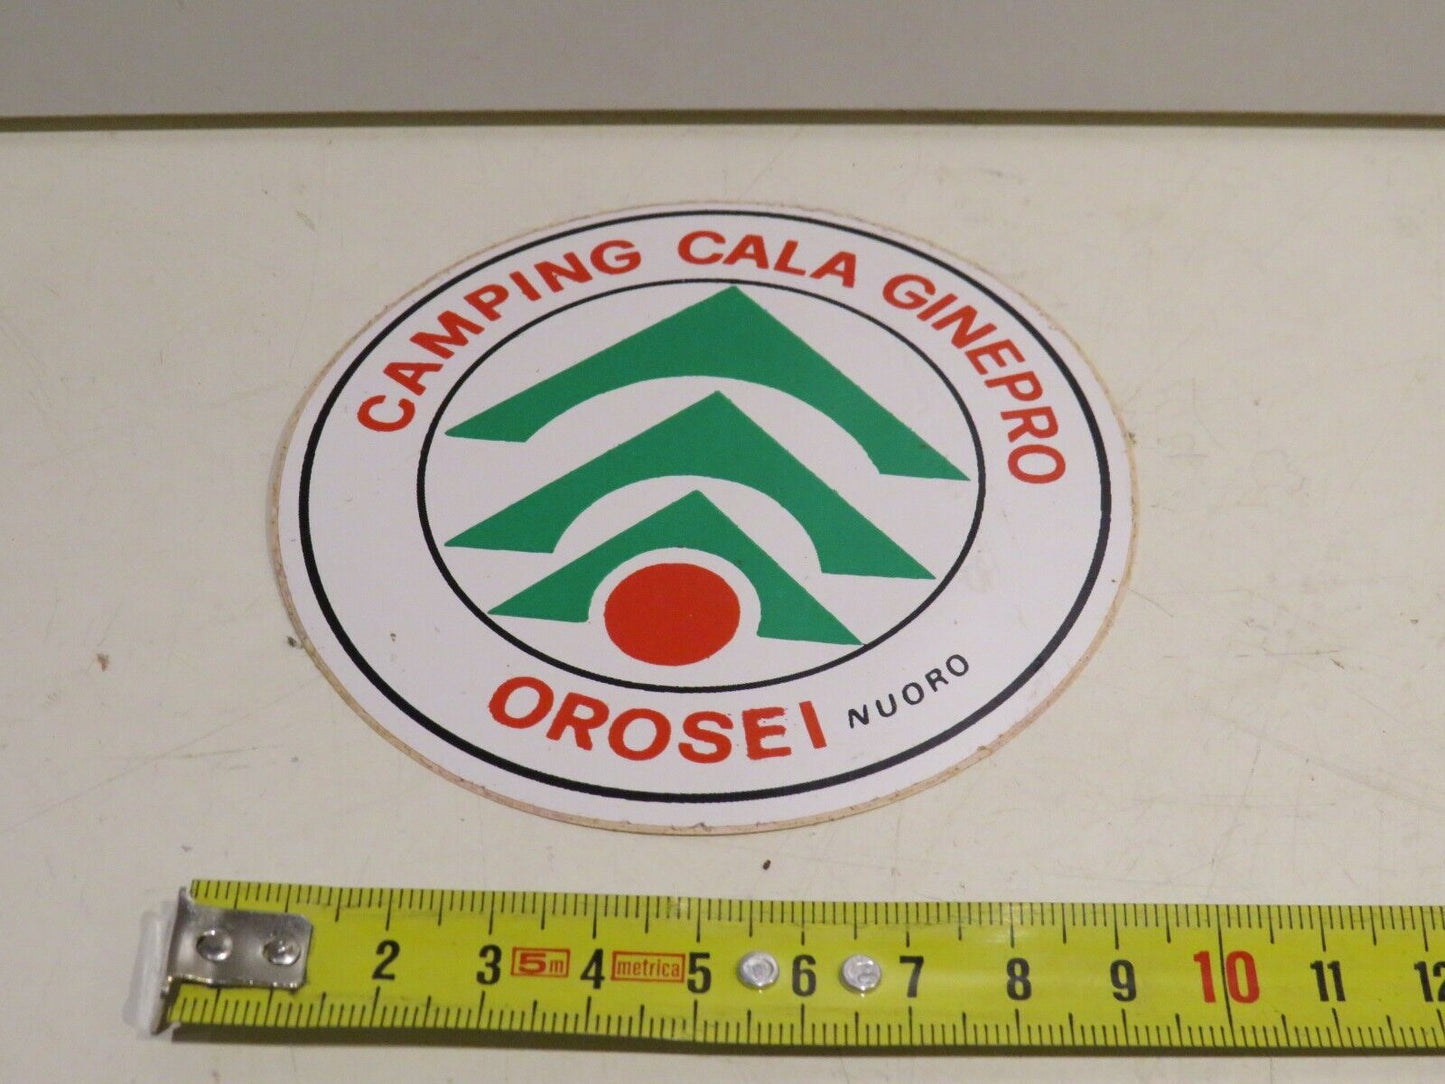 CAMPING CALA GINEPRO
OROSEI NUORO
2 3 5m 4 metrica 5 6 7 8 9 10 11 12